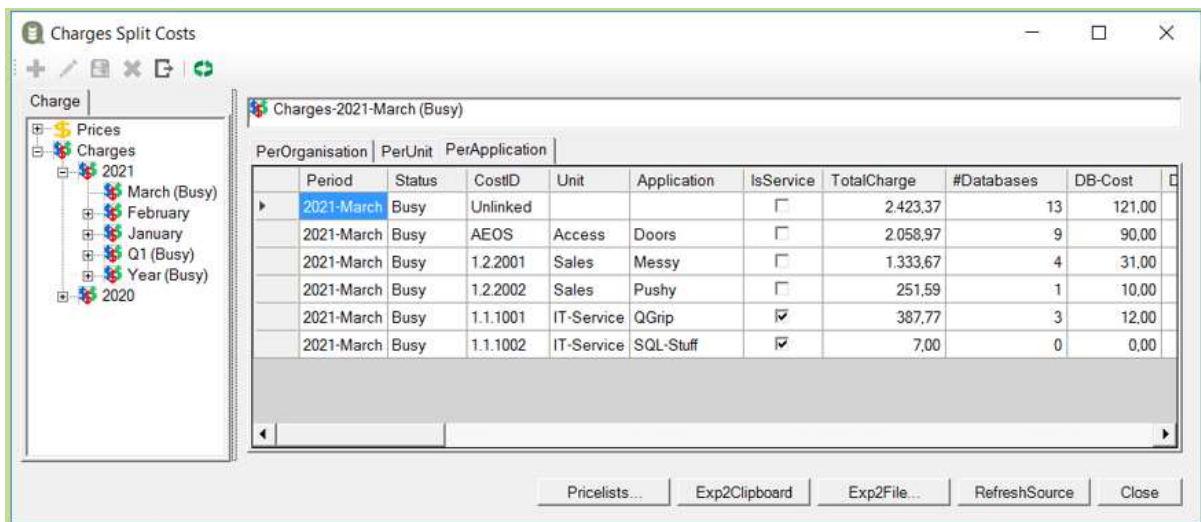 Charges Split Costs
Charge
Prices
Charges
2021
March (Busy)
February
January
Q1 (Busy)
Year (Busy)
2020
Charges-2021-March (Busy)
PerOrganisation PerUnit PerApplication
Period Status CostID Unit Application IsService TotalCharge #Databases DB-Cost
2021-March Busy Unlinked 2.423,37 13 121,00
2021-March Busy AEOS Access Doors 2.058,97 9 90,00
2021-March Busy 1.2.2001 Sales Messy 1.333,67 4 31,00
2021-March Busy 1.2.2002 Sales Pushy 251,59 1 10,00
2021-March Busy 1.1.1001 IT-Service QGrip 387,77 3 12,00
2021-March Busy 1.1.1002 IT-Service SQL-Stuff 7,00 0 0,00
Pricelists... Exp2Clipboard Exp2File... RefreshSource Close